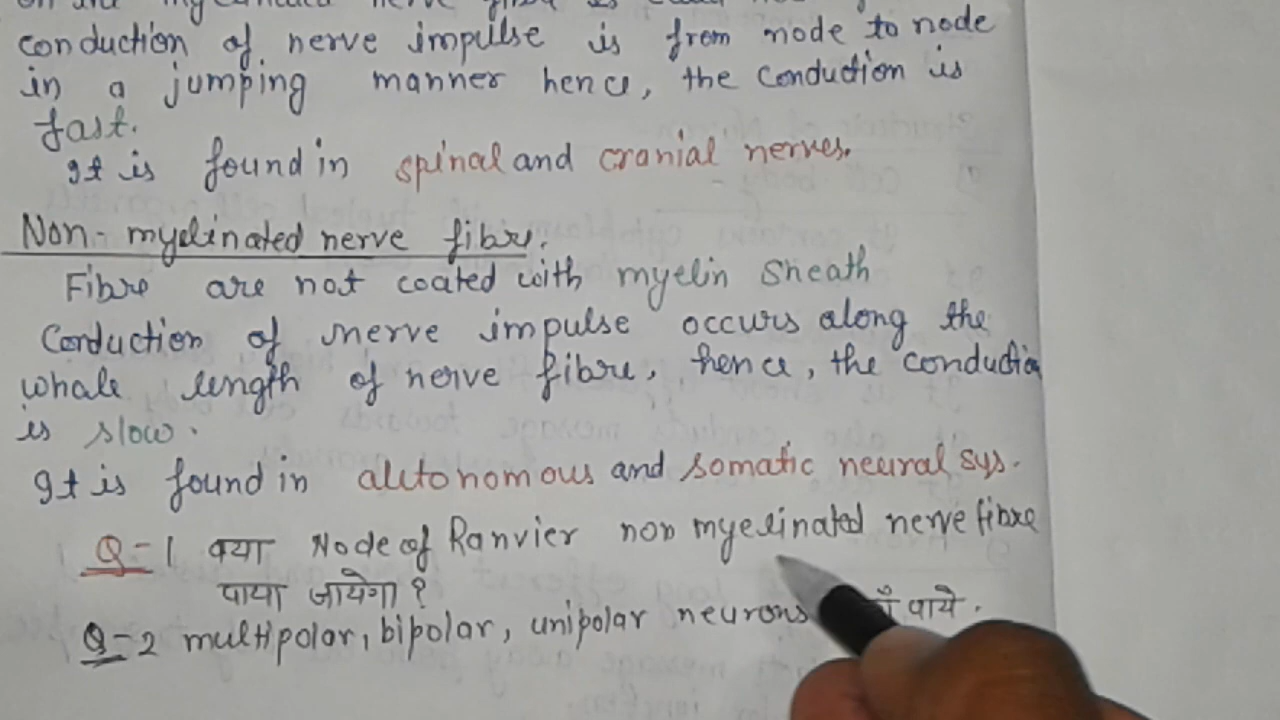 conduction of nerve impulse is from node to node
in a jumping manner hence, the conduction is
fast.
It is found in spinal and cranial nerves.
Non-myelinated nerve fibre.
Fibre are not coated with myelin sheath
Conduction of nerve impulse occurs along the
whale length of nerve fibre, hence, the conductio
is slow.
It is found in autonomous and somatic neural sys.
Q-1 क्या Node of Ranvier non myelinated nerve fibre
पाया जायेगा ?
Q-2 multipolar, bipolar, unipolar neurons पाये.